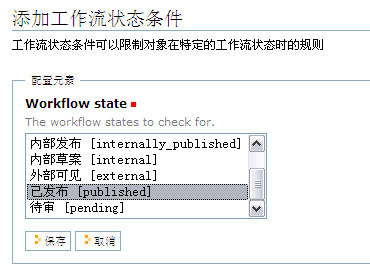 添加工作流状态条件
工作流状态条件可以限制对象在特定的工作流状态时的规则
配置元素
Workflow state
The workflow states to check for.
内部发布 [internally_published]
内部草案 [internal]
外部可见 [external]
已发布 [published]
待审 [pending]
保存 取消